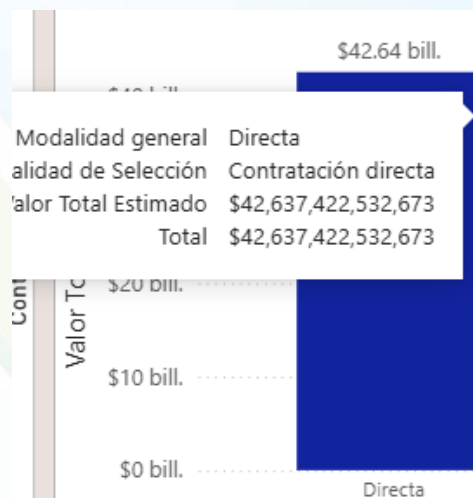 $42.64 bill.
Modalidad general Directa
alidad de Selección Contratación directa
alor Total Estimado $42,637,422,532,673
Total $42,637,422,532,673
$20 bill.
$10 bill.
$0 bill.
Directa
Valor To
Cont